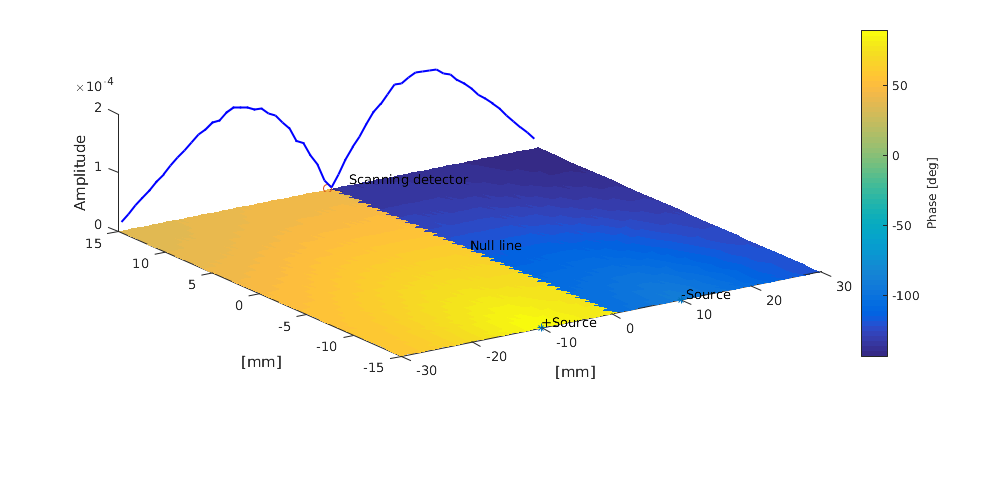 ×10⁻⁴
2
1
0
Amplitude
15
10
5
0
-5
-10
-15
[mm]
-30
-20
-10
0
10
20
30
[mm]
Scanning detector
Null line
+Source
-Source
50
0
-50
-100
Phase [deg]